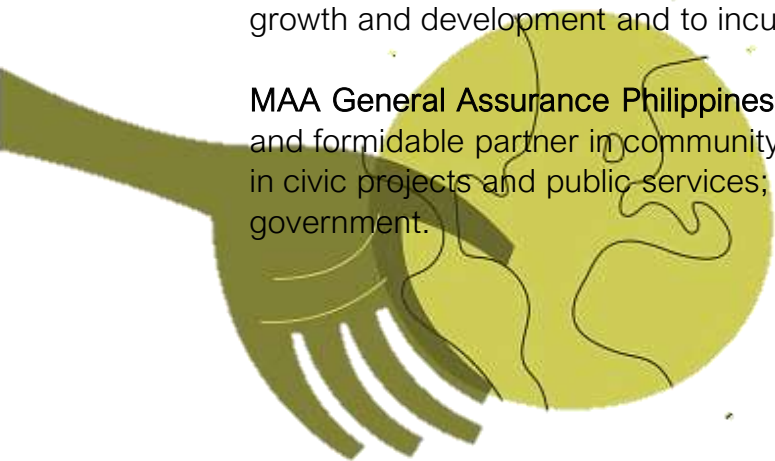 growth and development and to incu
MAA General Assurance Philippines
and formidable partner in community
in civic projects and public services;
government.